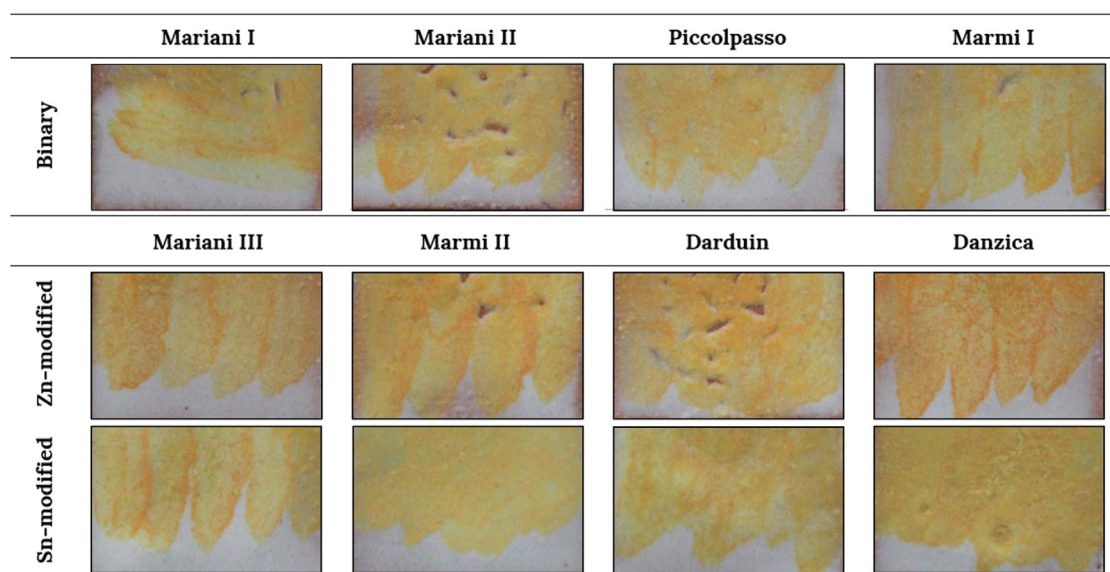 Mariani I Mariani II Piccolpasso Marmi I
Binary
Mariani III Marmi II Darduin Danzica
Zn-modified
Sn-modified